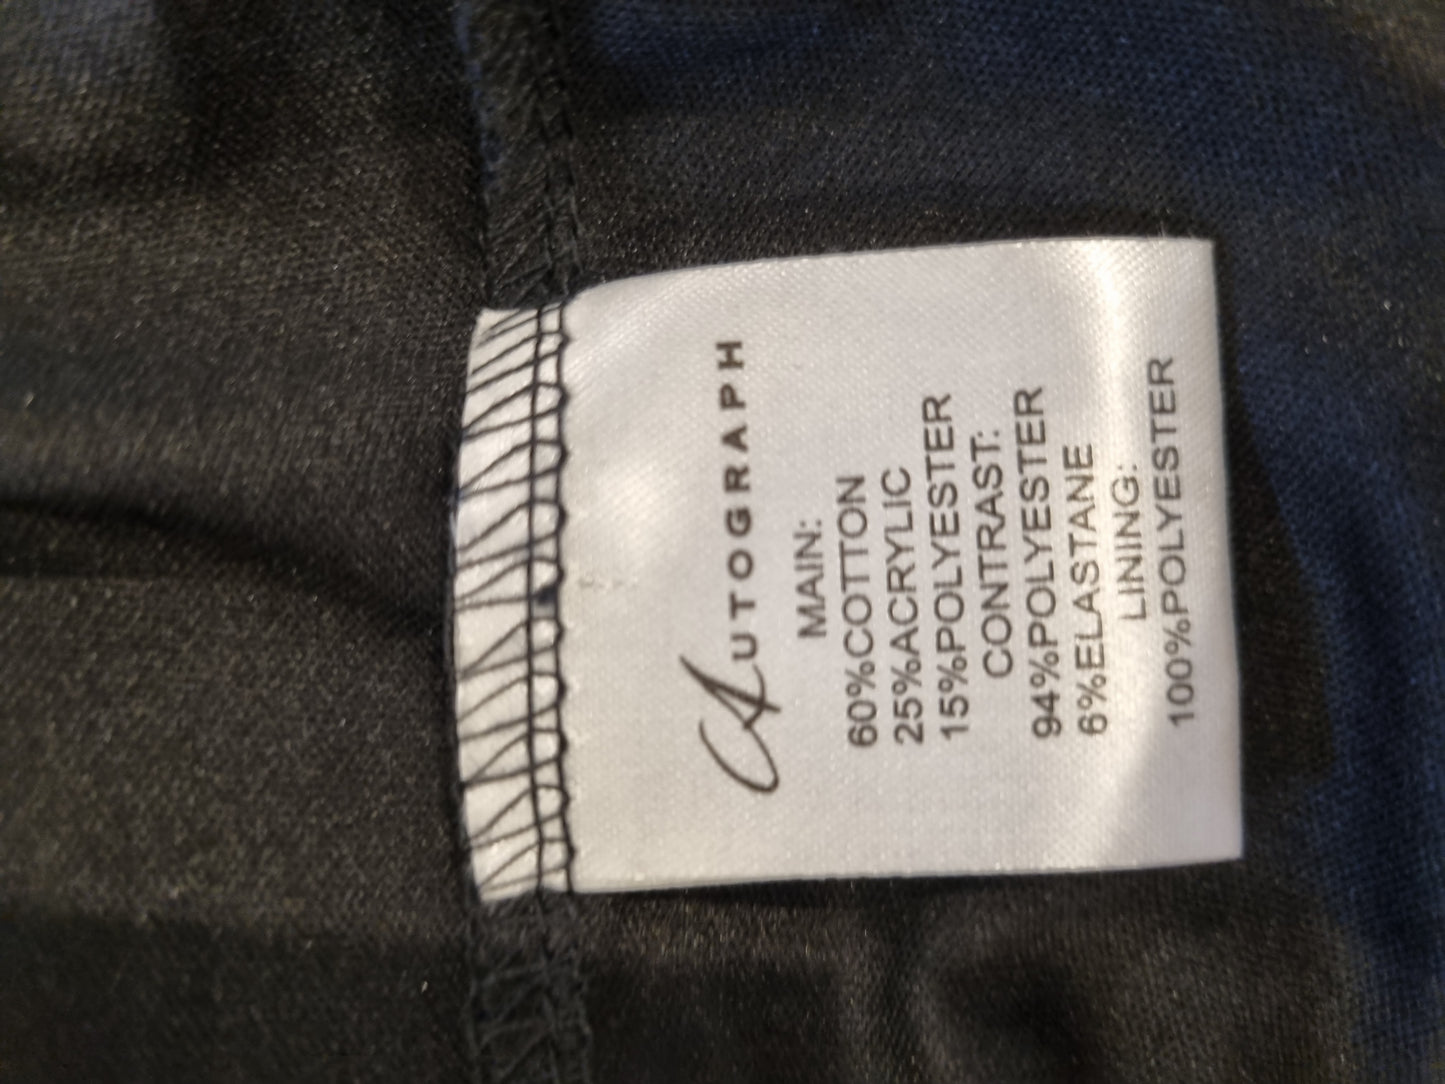 AUTOGRAPH
MAIN:
60%COTTON
25%ACRYLIC
15%POLYESTER
CONTRAST:
94%POLYESTER
6%ELASTANE
LINING:
100%POLYESTER